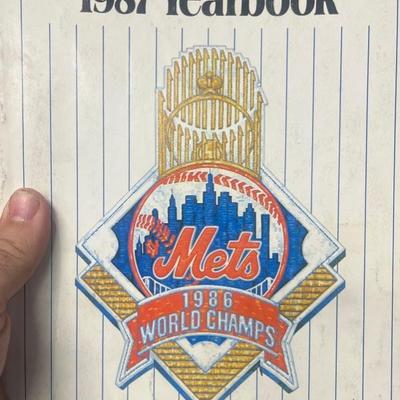 1987 Yearbook
Mets
1986
WORLD CHAMPS